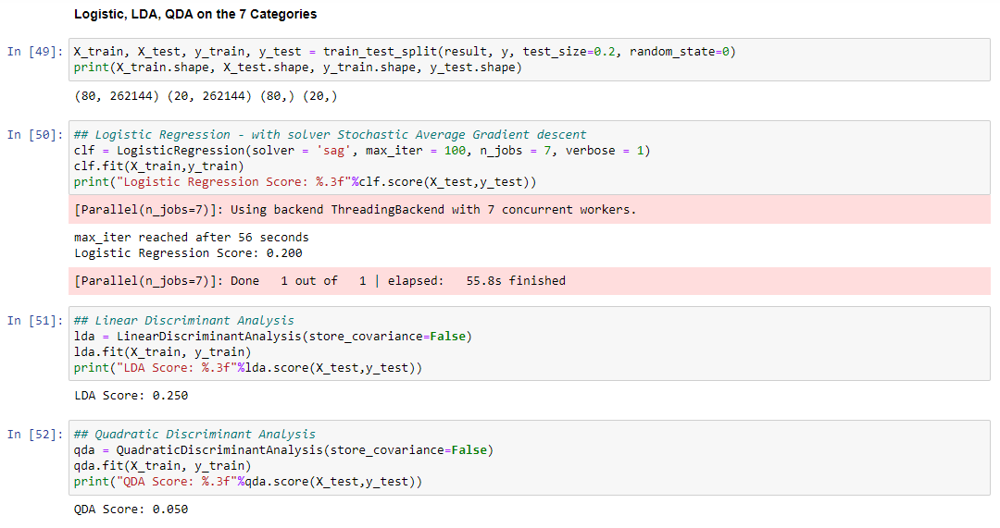 Logistic, LDA, QDA on the 7 Categories
In [49]: X_train, X_test, y_train, y_test = train_test_split(result, y, test_size=0.2, random_state=0)
print(X_train.shape, X_test.shape, y_train.shape, y_test.shape)
(80, 262144) (20, 262144) (80,) (20,)
In [50]: ## Logistic Regression - with solver Stochastic Average Gradient descent
clf = LogisticRegression(solver = 'sag', max_iter = 100, n_jobs = 7, verbose = 1)
clf.fit(X_train,y_train)
print("Logistic Regression Score: %.3f"%clf.score(X_test,y_test))
[Parallel(n_jobs=7)]: Using backend ThreadingBackend with 7 concurrent workers.
max_iter reached after 56 seconds
Logistic Regression Score: 0.200
[Parallel(n_jobs=7)]: Done   1 out of   1 | elapsed:   55.8s finished
In [51]: ## Linear Discriminant Analysis
lda = LinearDiscriminantAnalysis(store_covariance=False)
lda.fit(X_train, y_train)
print("LDA Score: %.3f"%lda.score(X_test,y_test))
LDA Score: 0.250
In [52]: ## Quadratic Discriminant Analysis
qda = QuadraticDiscriminantAnalysis(store_covariance=False)
qda.fit(X_train, y_train)
print("QDA Score: %.3f"%qda.score(X_test,y_test))
QDA Score: 0.050